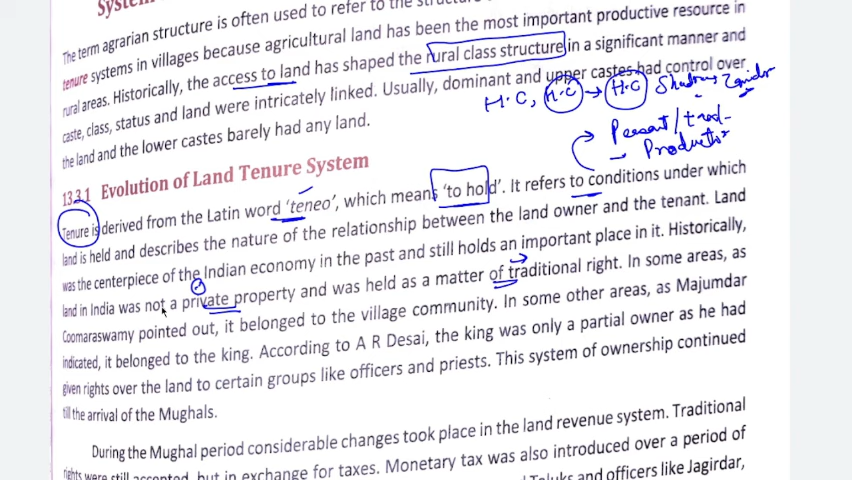 System
The term agrarian structure is often used to refer to the
tenure systems in villages because agricultural land has been the most important productive resource in
rural areas. Historically, the access to land has shaped the rural class structure in a significant manner and
caste, class, status and land were intricately linked. Usually, dominant and upper castes had control over
the land and the lower castes barely had any land.
H.C, H.C → H.C
Peasant/trad-
Productor
13.3.1 Evolution of Land Tenure System
Tenure is derived from the Latin word 'teneo', which means 'to hold'. It refers to conditions under which
land is held and describes the nature of the relationship between the land owner and the tenant. Land
was the centerpiece of the Indian economy in the past and still holds an important place in it. Historically,
land in India was not a private property and was held as a matter of traditional right. In some areas, as
Coomaraswamy pointed out, it belonged to the village community. In some other areas, as Majumdar
indicated, it belonged to the king. According to A R Desai, the king was only a partial owner as he had
given rights over the land to certain groups like officers and priests. This system of ownership continued
till the arrival of the Mughals.
During the Mughal period considerable changes took place in the land revenue system. Traditional
rights were still accepted, but in exchange for taxes. Monetary tax was also introduced over a period of
Taluks and officers like Jagirdar,